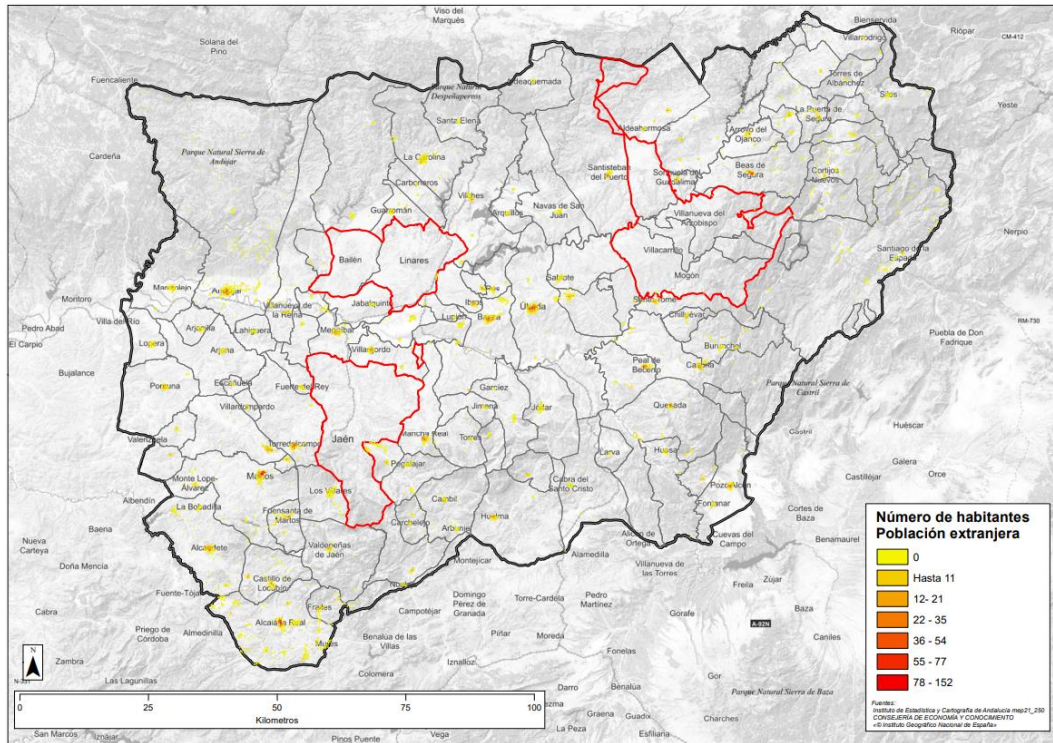 Viso del
Marqués
Solana del
Pino
Bienservida
Villarrodrigo
Riópar
CM-412
Fuencaliente
Aldeaquemada
Parque Natural
Despeñaperros
Torres de
Albánchez
Siles
Yeste
Santa Elena
La Puerta de
Segura
Aldeahermosa
Arroyo del
Ojanco
Cardeña
Parque Natural Sierra de
Andújar
La Carolina
Carboneros
Santisteban
del Puerto
Sorihuela del
Guadalimar
Beas de
Segura
Cortijos
Nuevos
Vilches
Guarromán
Arquillos
Navas de San
Juan
Villanueva del
Arzobispo
Nerpio
Bailén
Linares
Villacarrillo
Mogón
Santiago de la
Espada
Marmolejo
Andújar
Sabiote
Montoro
Jabalquinto
Ibros
Rus
Úbeda
Santo Tomé
Villanueva de
la Reina
Lupión
Baeza
Chilluévar
RM-730
Pedro Abad
Villa del Río
Arjonilla
Lahiguera
Mengíbar
Puebla de Don
Fadrique
El Carpio
Lopera
Arjona
Villargordo
Burunchel
Cazorla
Peal de
Becerro
Bujalance
Porcuna
Escañuela
Fuerte del Rey
Garciez
Parque Natural Sierra de
Castril
Villardompardo
Jimena
Jódar
Quesada
Huéscar
Valenzuela
Jaén
Mancha Real
Torres
Castril
Torredelcampo
Pegalajar
Larva
Huesa
Galera
Orce
Martos
Castilléjar
Monte Lope-
Álvarez
Los Villares
Cabra del
Santo Cristo
Pozo Alcón
Albendín
La Bobadilla
Cambil
Fontanar
Baena
Fuensanta de
Martos
Carchelejo
Huelma
Cortes de
Baza
Arbuniel
Nueva
Carteya
Alcaudete
Valdepeñas
de Jaén
Alicún de
Ortega
Cuevas del
Campo
Benamaurel
Doña Mencía
Montejícar
Alamedilla
Villanueva de
las Torres
Castillo de
Locubín
Noalejo
Freila
Zújar
Fuente-Tójar
Domingo
Pérez de
Granada
Torre-Cardela
Pedro
Martínez
Cabra
Frailes
Campotéjar
Gorafe
Baza
Priego de
Córdoba
Almedinilla
Alcalá la Real
Benalua de las
Villas
Piñar
Moreda
A-92N
Caniles
Mures
Fonelas
Zambra
Iznalloz
Gor
Las Lagunillas
Colomera
Darro
Benalúa
Parque Natural Sierra de Baza
N-331
N
0 25 50 75 100
Kilometros
Graena
Guadix
Charches
San Marcos
Iznájar
Pinos Puente
Vega
La Peza
Esfiliana
Número de habitantes
Población extranjera
0
Hasta 11
12- 21
22 - 35
36 - 54
55 - 77
78 - 152
Fuentes:
Instituto de Estadística y Cartografía de Andalucía mep21_250
CONSEJERÍA DE ECONOMÍA Y CONOCIMIENTO
«© Instituto Geográfico Nacional de España»